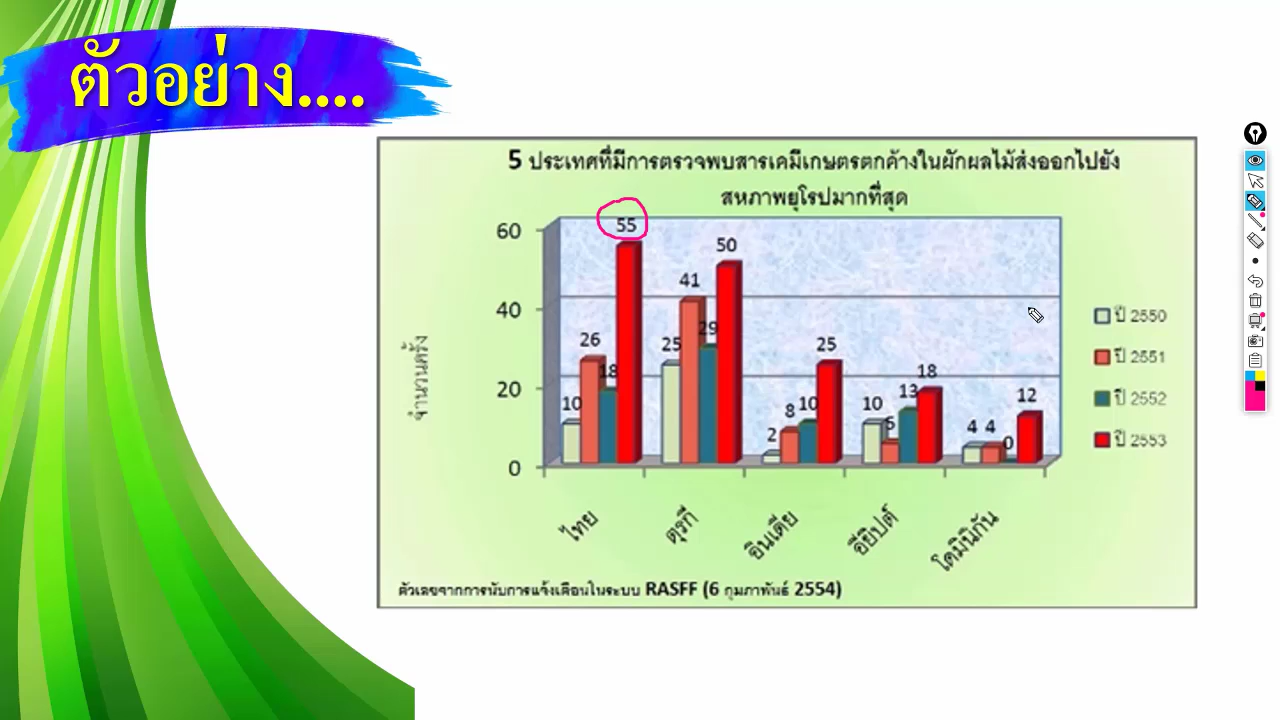 ตัวอย่าง....
5 ประเทศที่มีการตรวจพบสารเคมีเกษตรตกค้างในผักผลไม้ส่งออกไปยัง
สหภาพยุโรปมากที่สุด
จำนวนครั้ง
60
40
20
0
10 26 18 55
25 41 29 50
2 8 10 25
10 6 13 18
4 4 0 12
ไทย
ตุรกี
อินเดีย
อียิปต์
โดมินิกัน
ปี 2550
ปี 2551
ปี 2552
ปี 2553
ตัวเลขจากการนับการแจ้งเตือนในระบบ RASFF (6 กุมภาพันธ์ 2554)